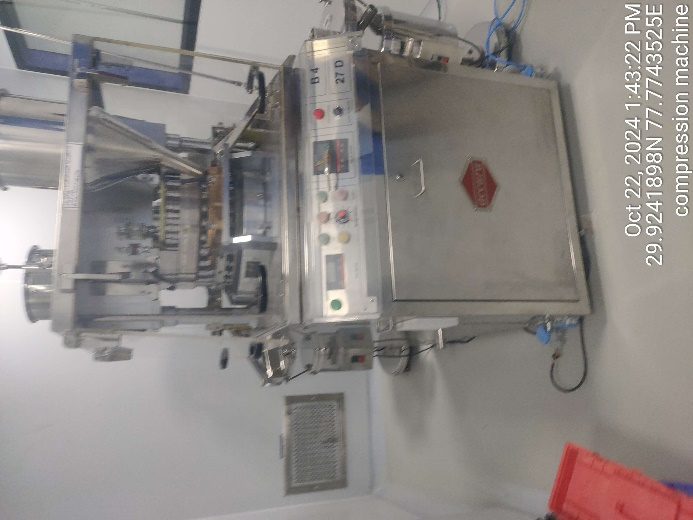 B 4
27 D
Oct 22, 2024 1:43:22 PM
29.9241898N 77.7743525E
compression machine